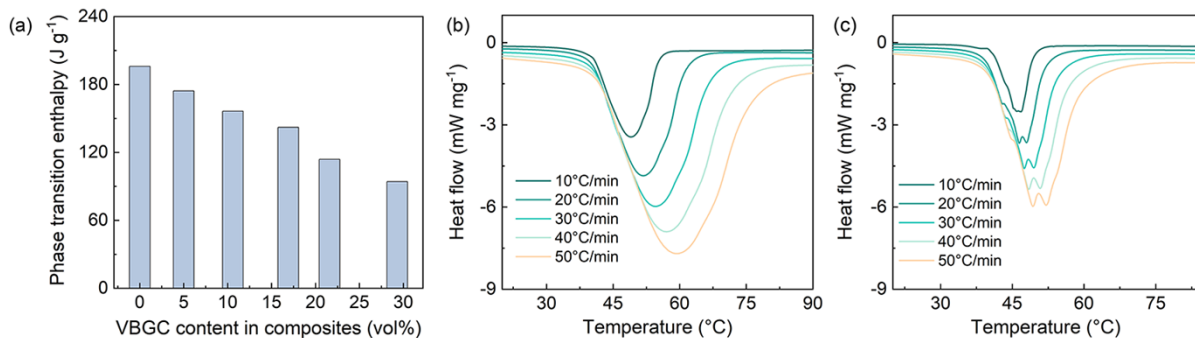 (a)
Phase transition enthalpy (J g⁻¹)
240
180
120
60
0
0 5 10 15 20 25 30
VBGC content in composites (vol%)
(b)
Heat flow (mW mg⁻¹)
0
-3
-6
-9
10°C/min
20°C/min
30°C/min
40°C/min
50°C/min
30 45 60 75 90
Temperature (°C)
(c)
Heat flow (mW mg⁻¹)
0
-3
-6
-9
10°C/min
20°C/min
30°C/min
40°C/min
50°C/min
30 45 60 75
Temperature (°C)